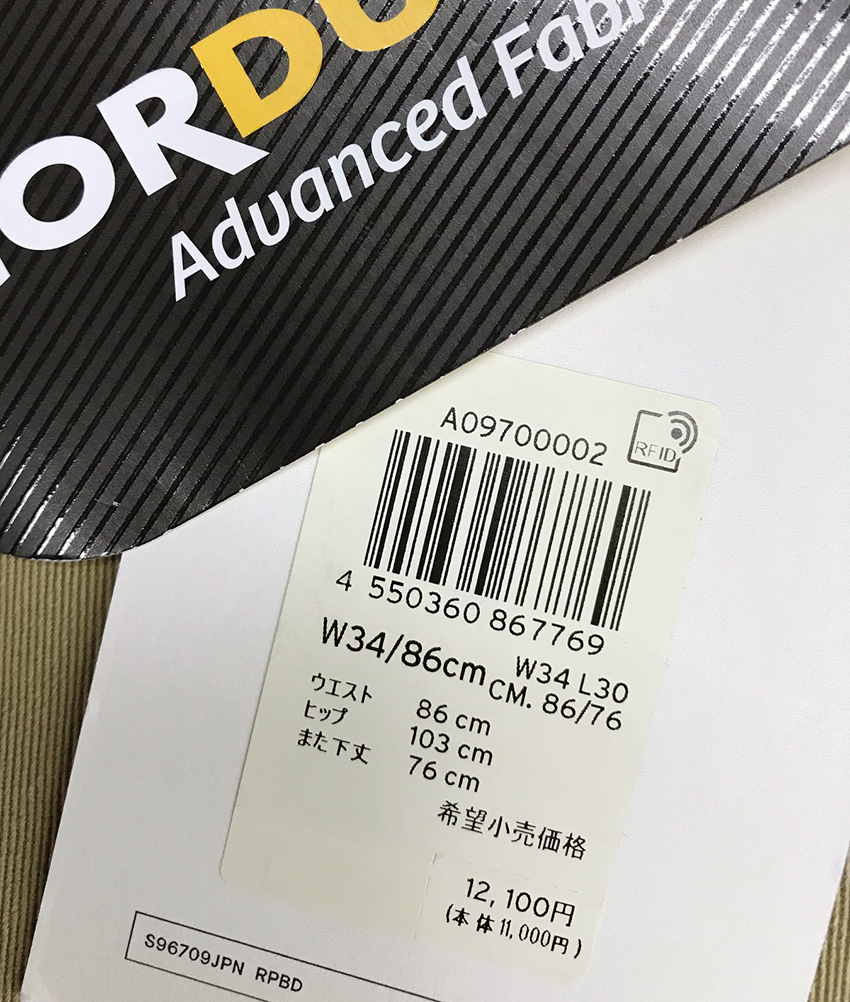 ORDU
Advanced Fabri
A09700002
RFID
4 550360 867769
W34/86cm
W34 L30
CM. 86/76
ウエスト 86 cm
ヒップ 103 cm
また下丈 76 cm
希望小売価格
12,100円
(本体11,000円)
S96709JPN RPBD